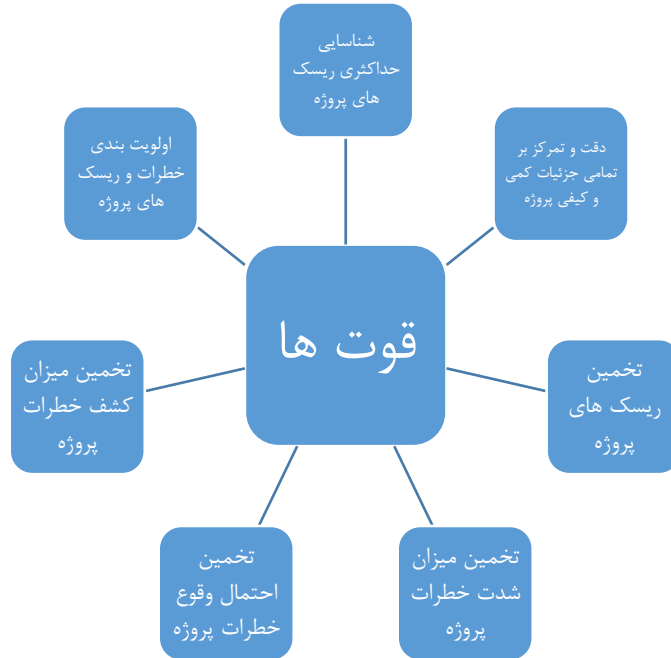 شناسایی
حداکثری ریسک
های پروژه
دقت و تمرکز بر
تمامی جزئیات کمی
و کیفی پروژه
تخمین
ریسک های
پروژه
تخمین میزان
شدت خطرات
پروژه
تخمین
احتمال وقوع
خطرات پروژه
تخمین میزان
کشف خطرات
پروژه
اولویت بندی
خطرات و ریسک
های پروژه
قوت ها